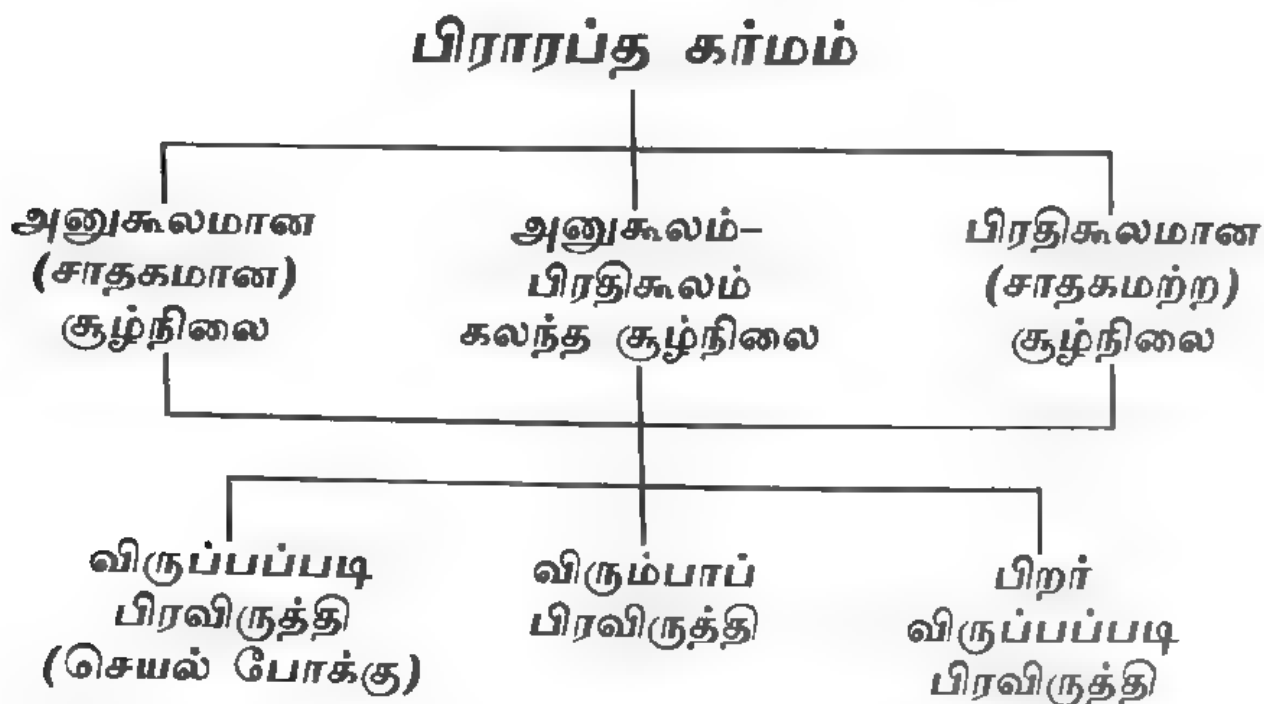 பிராரப்த கர்மம்
அனுகூலமான
(சாதகமான)
சூழ்நிலை
அனுகூலம்–
பிரதிகூலம்
கலந்த சூழ்நிலை
பிரதிகூலமான
(சாதகமற்ற)
சூழ்நிலை
விருப்பப்படி
பிரவிருத்தி
(செயல் போக்கு)
விரும்பாப்
பிரவிருத்தி
பிறர்
விருப்பப்படி
பிரவிருத்தி